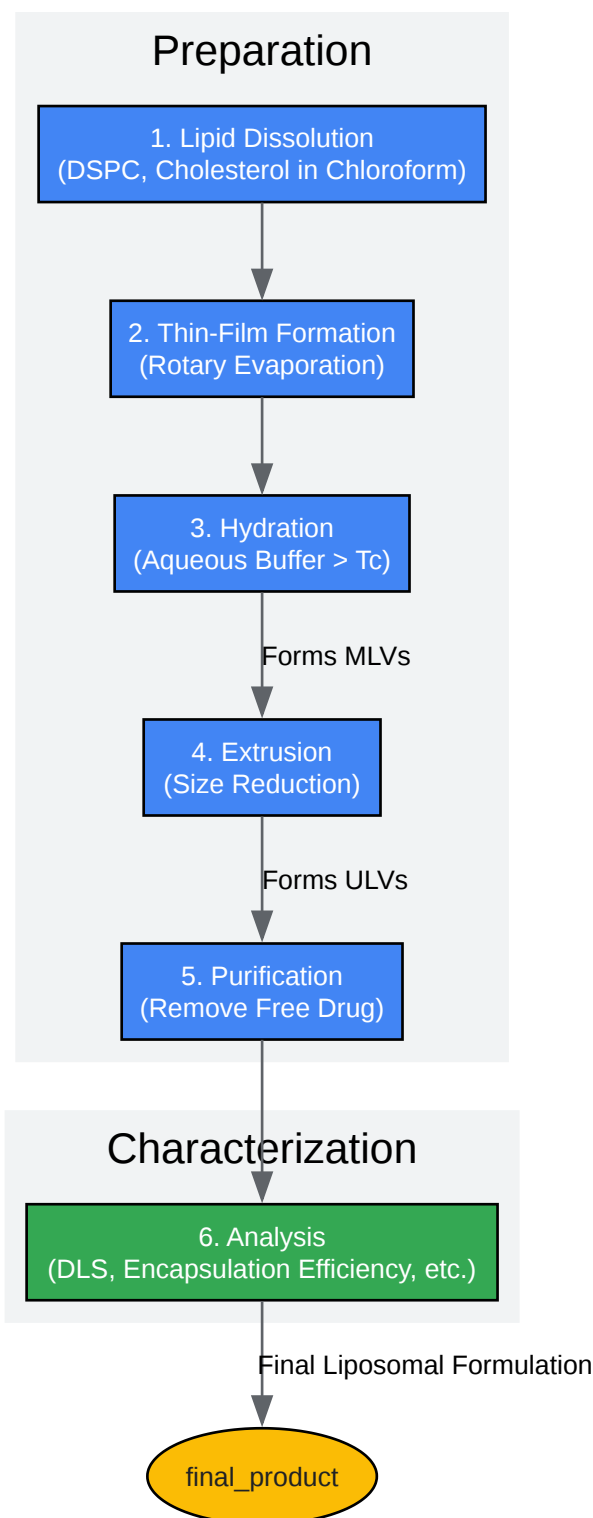 Preparation
1. Lipid Dissolution
(DSPC, Cholesterol in Chloroform)
2. Thin-Film Formation
(Rotary Evaporation)
3. Hydration
(Aqueous Buffer > Tc)
Forms MLVs
4. Extrusion
(Size Reduction)
Forms ULVs
5. Purification
(Remove Free Drug)
Characterization
6. Analysis
(DLS, Encapsulation Efficiency, etc.)
Final Liposomal Formulation
final_product